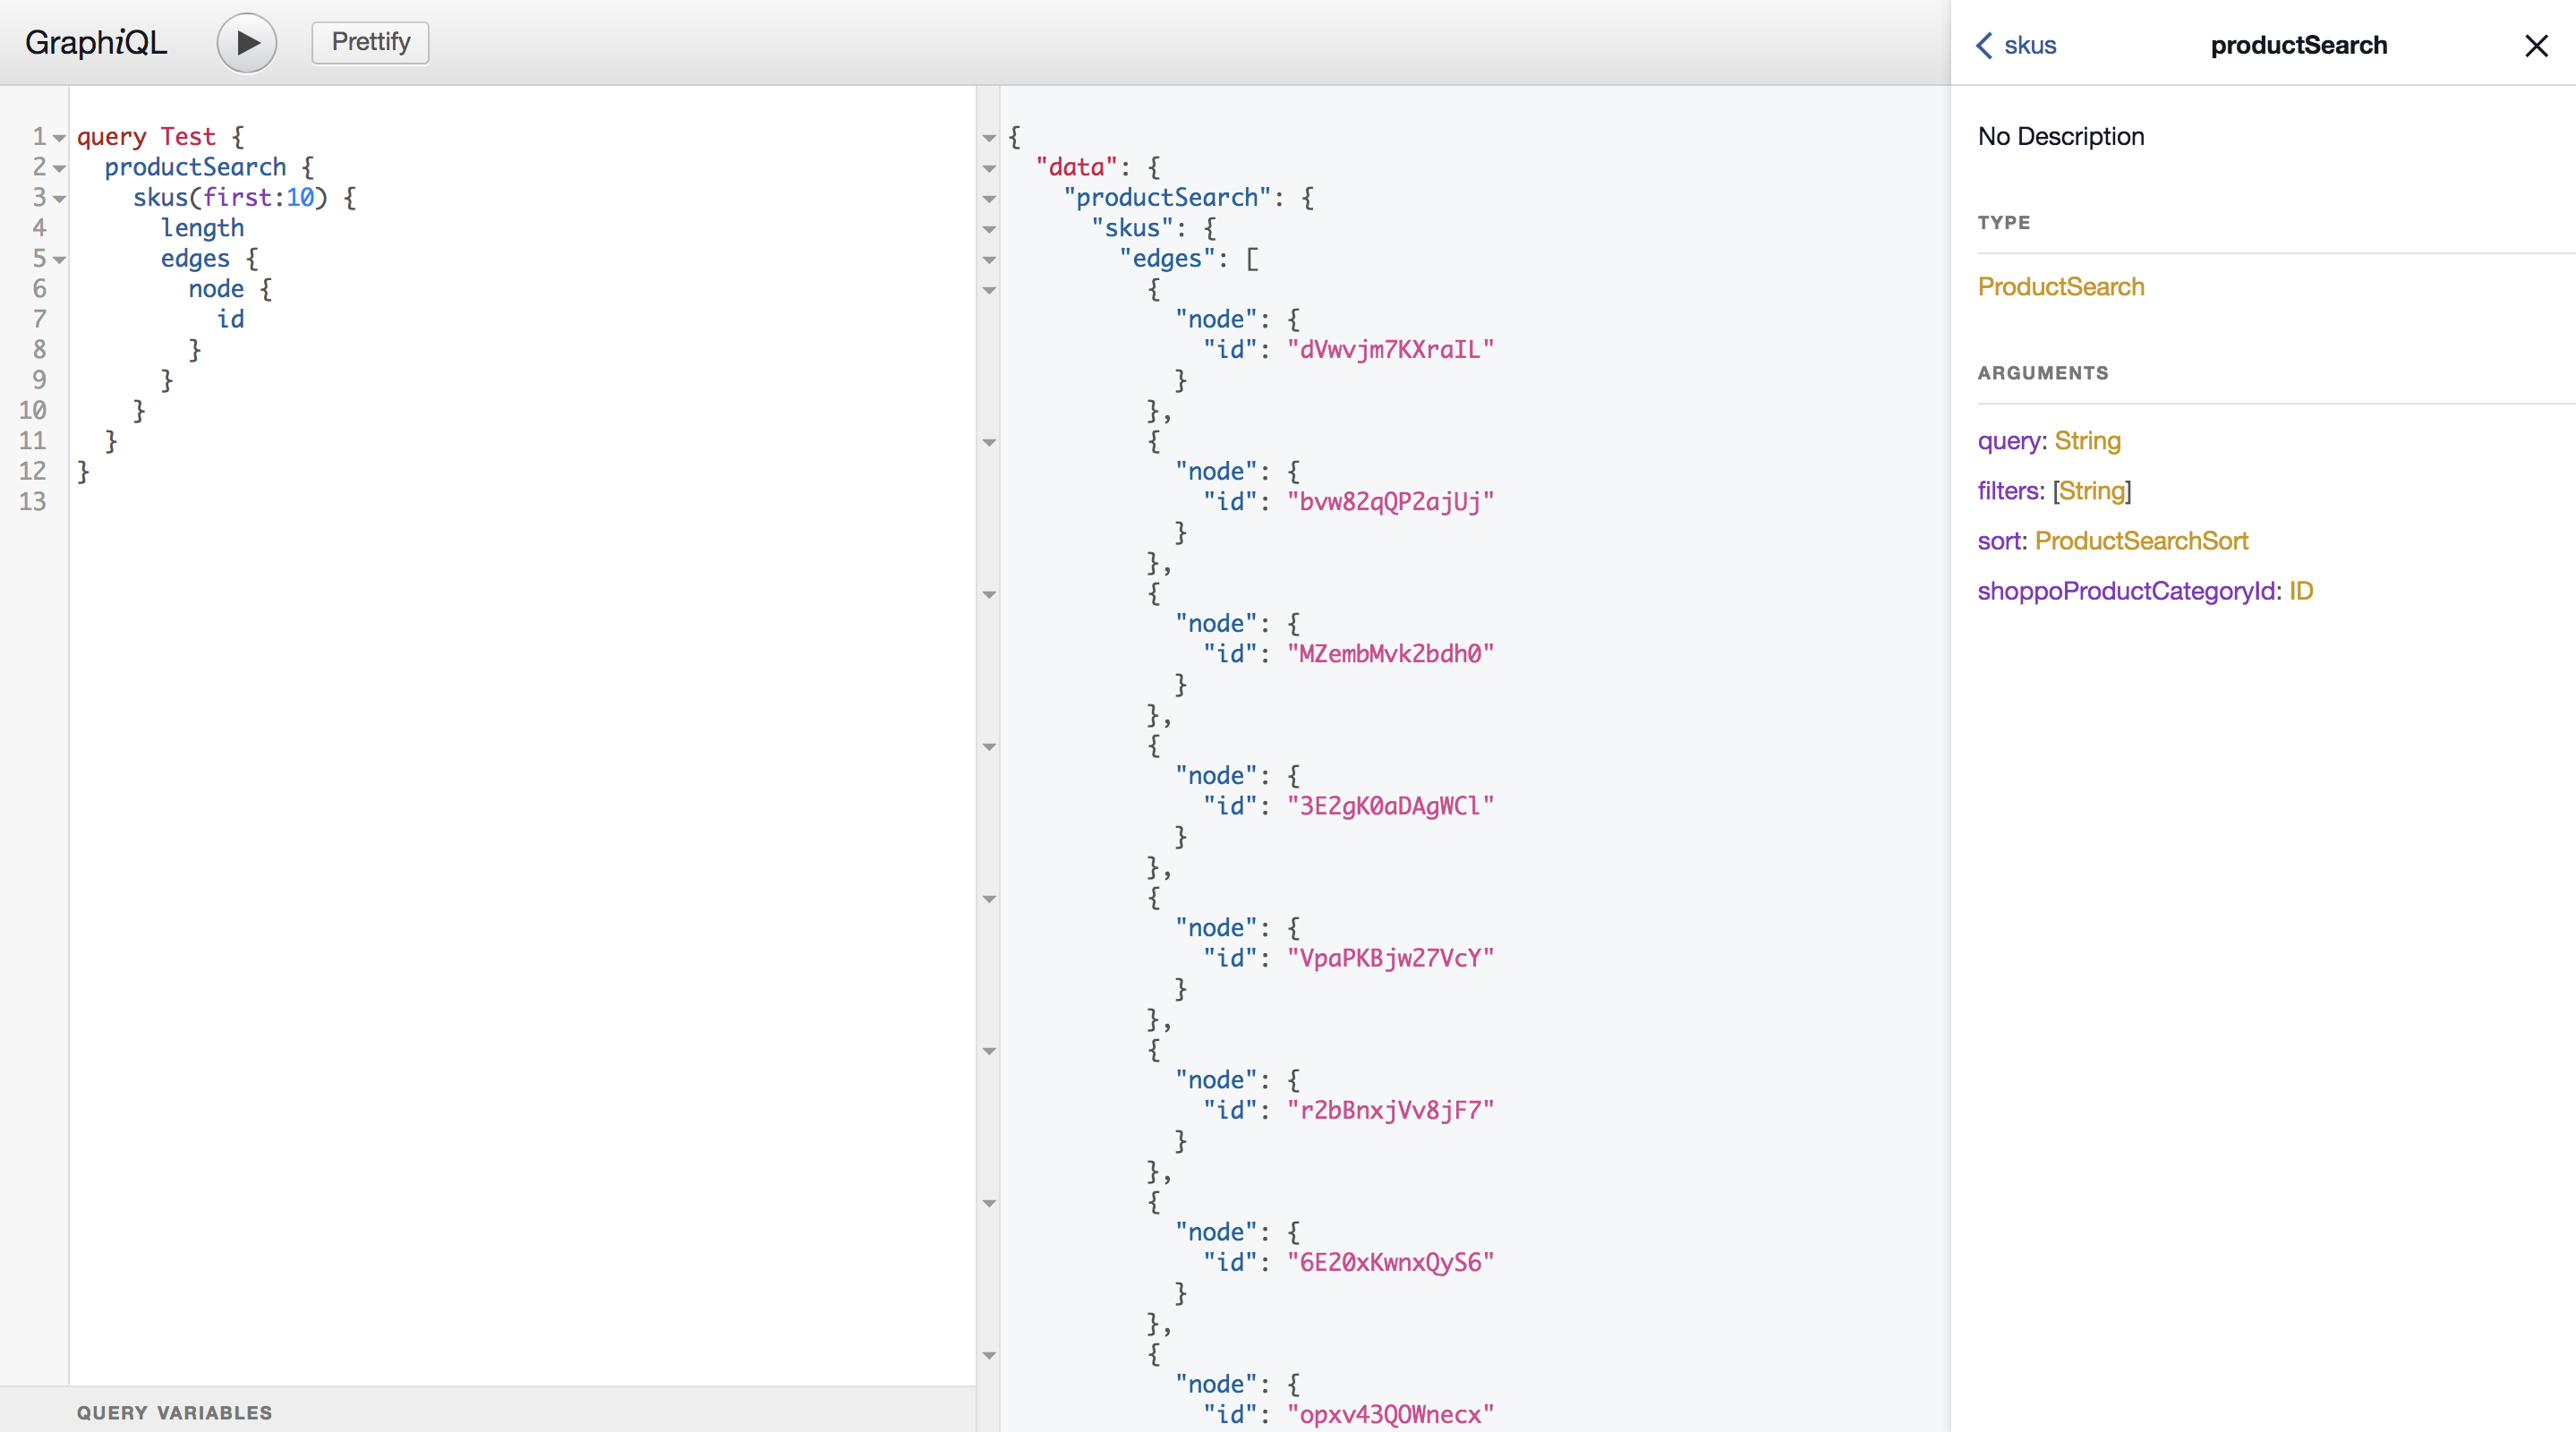 GraphiQL
Prettify
1 query Test {
2 productSearch {
3 skus(first:10) {
4 length
5 edges {
6 node {
7 id
8 }
9 }
10 }
11 }
12 }
13
QUERY VARIABLES
{
"data": {
"productSearch": {
"skus": {
"edges": [
{
"node": {
"id": "dVwvjm7KXraIL"
}
},
{
"node": {
"id": "bvw82qQP2ajUj"
}
},
{
"node": {
"id": "MZembMvk2bdh0"
}
},
{
"node": {
"id": "3E2gK0aDAgWCl"
}
},
{
"node": {
"id": "VpaPKBjw27VcY"
}
},
{
"node": {
"id": "r2bBnxjVv8jF7"
}
},
{
"node": {
"id": "6E20xKwnxQyS6"
}
},
{
"node": {
"id": "opxv43QOWnecx"
skus
productSearch
No Description
TYPE
ProductSearch
ARGUMENTS
query: String
filters: [String]
sort: ProductSearchSort
shoppoProductCategoryId: ID